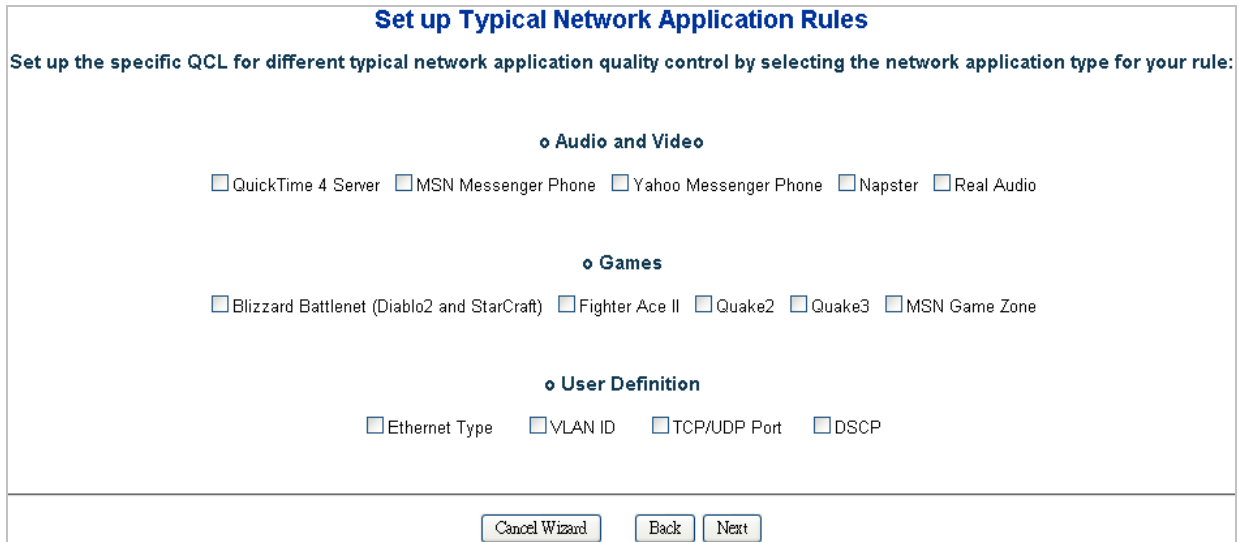 Set up Typical Network Application Rules
Set up the specific QCL for different typical network application quality control by selecting the network application type for your rule:
o Audio and Video
QuickTime 4 Server MSN Messenger Phone Yahoo Messenger Phone Napster Real Audio
o Games
Blizzard Battlenet (Diablo2 and StarCraft) Fighter Ace II Quake2 Quake3 MSN Game Zone
o User Definition
Ethernet Type VLAN ID TCP/UDP Port DSCP
Cancel Wizard Back Next